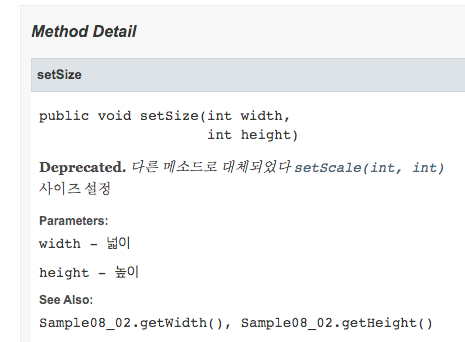 Method Detail
setSize
public void setSize(int width,
int height)
Deprecated. 다른 메소드로 대체되었다 setScale(int, int)
사이즈 설정
Parameters:
width - 넓이
height - 높이
See Also:
Sample08_02.getWidth(), Sample08_02.getHeight()